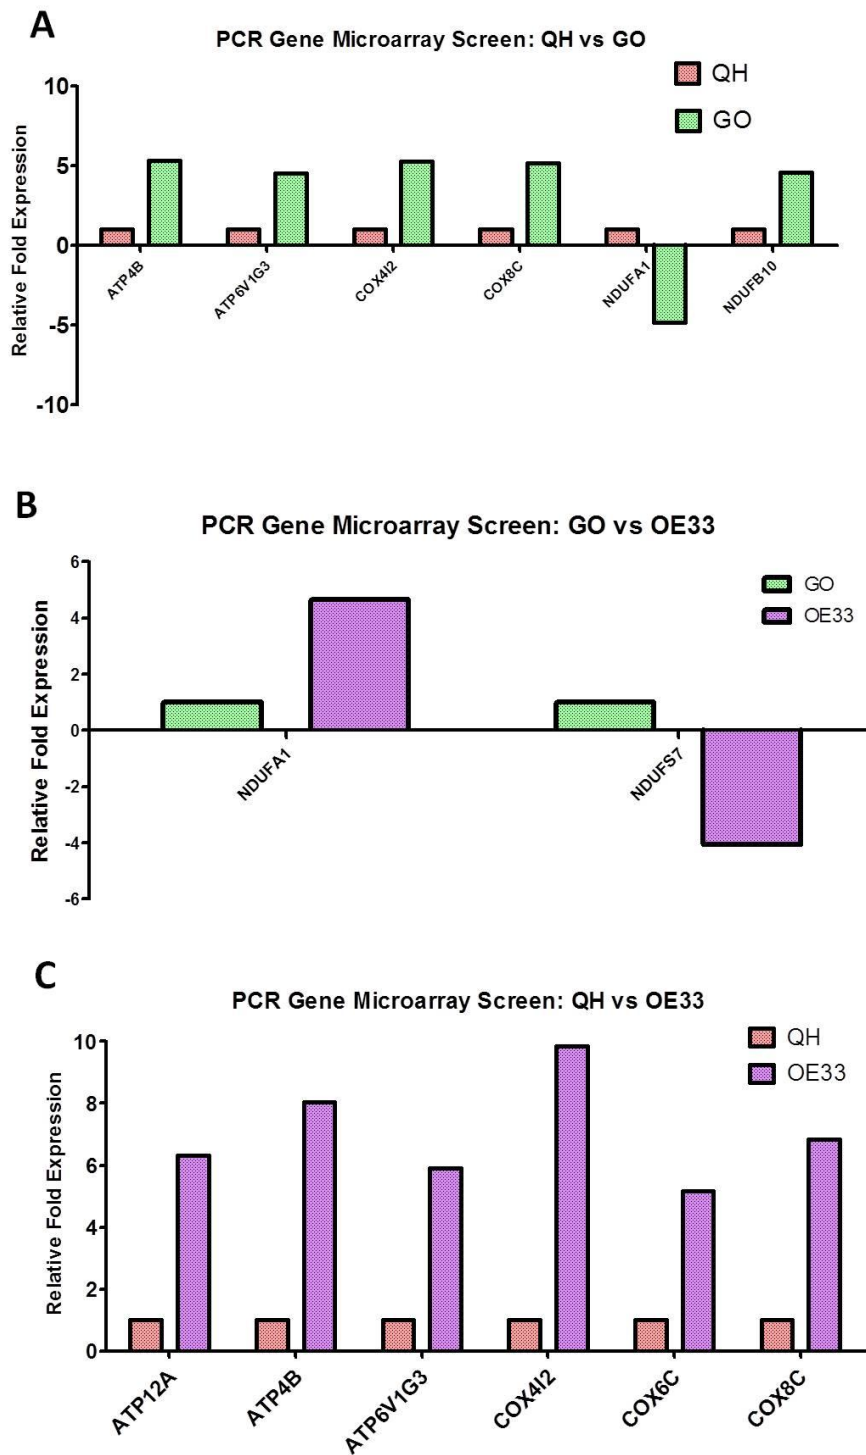 A
PCR Gene Microarray Screen: QH vs GO
QH
GO
Relative Fold Expression
10
5
0
-5
-10
ATP4B
ATP6V1G3
COX4I2
COX8C
NDUFA1
NDUFB10
B
PCR Gene Microarray Screen: GO vs OE33
GO
OE33
Relative Fold Expression
6
4
2
0
-2
-4
-6
NDUFA1
NDUFS7
C
PCR Gene Microarray Screen: QH vs OE33
QH
OE33
Relative Fold Expression
10
8
6
4
2
0
ATP12A
ATP4B
ATP6V1G3
COX4I2
COX6C
COX8C